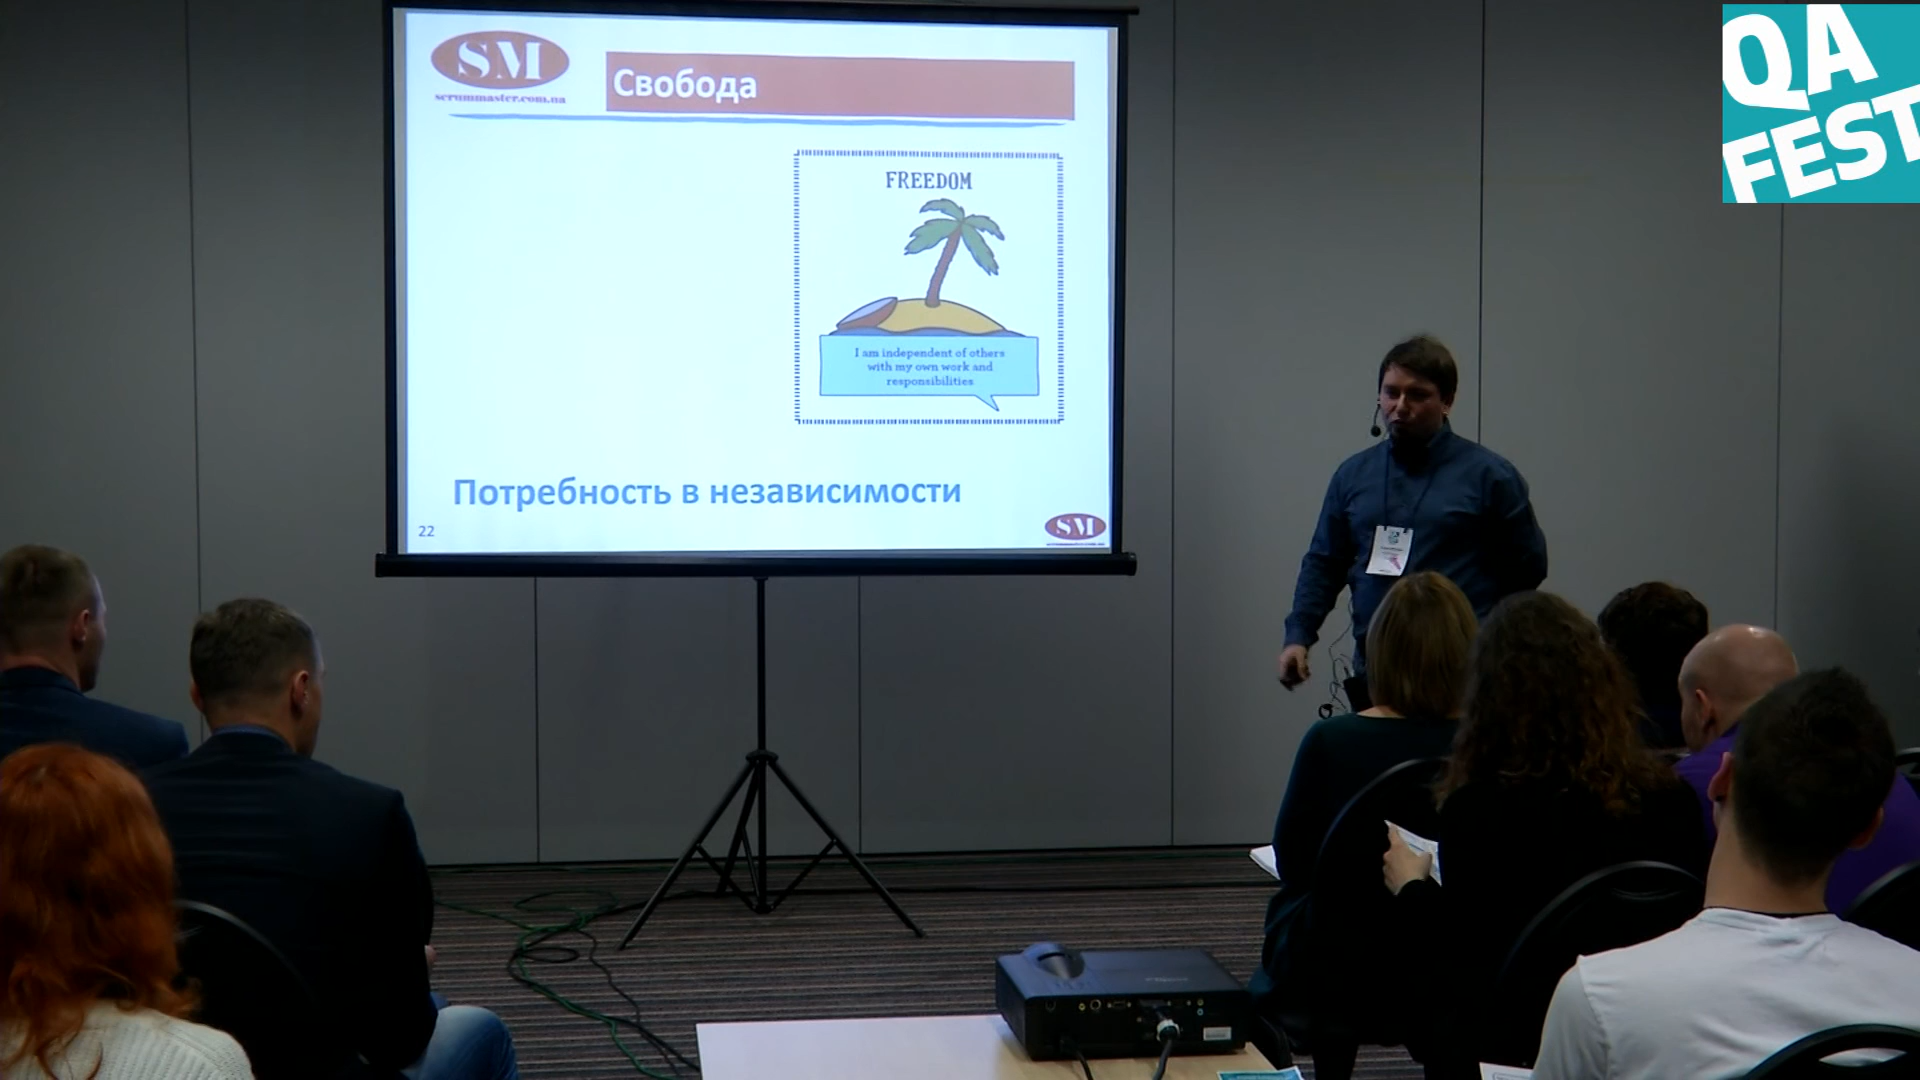 SM
scrummaster.com.ua
Свобода
FREEDOM
I am independent of others
with my own work and
responsibilities
Потребность в независимости
22
SM
QA
FEST